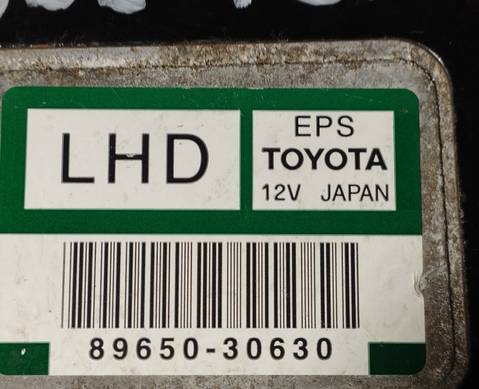 LHD
EPS
TOYOTA
12V JAPAN
89650-30630